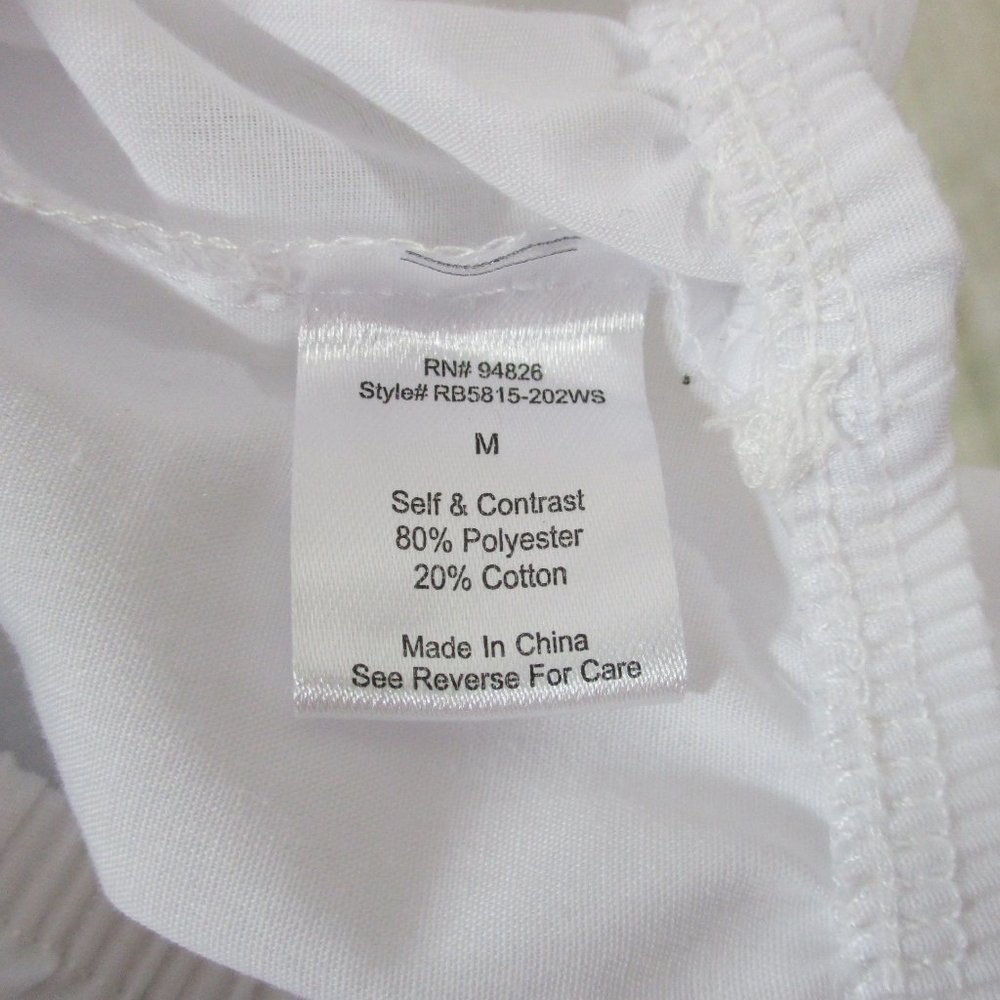 RN# 94826
Style# RB5815-202WS
M
Self & Contrast
80% Polyester
20% Cotton
Made In China
See Reverse For Care